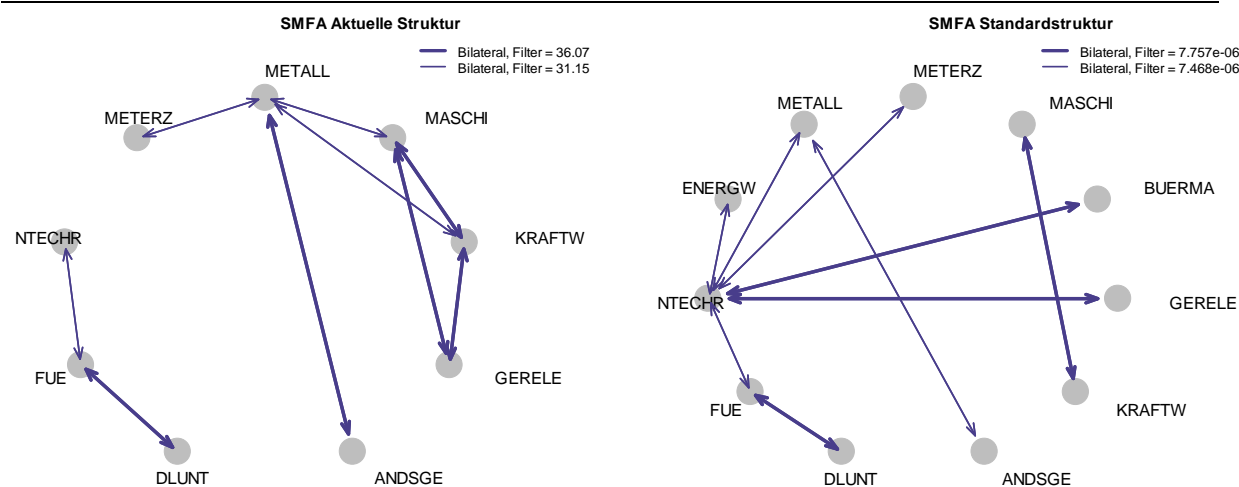 SMFA Aktuelle Struktur
Bilateral, Filter = 36.07
Bilateral, Filter = 31.15
METALL
METERZ
MASCHI
NTECHR
KRAFTW
FUE
GERELE
DLUNT
ANDSGE
SMFA Standardstruktur
Bilateral, Filter = 7.757e-06
Bilateral, Filter = 7.468e-06
METERZ
METALL
MASCHI
ENERGW
BUERMA
NTECHR
GERELE
FUE
KRAFTW
DLUNT
ANDSGE